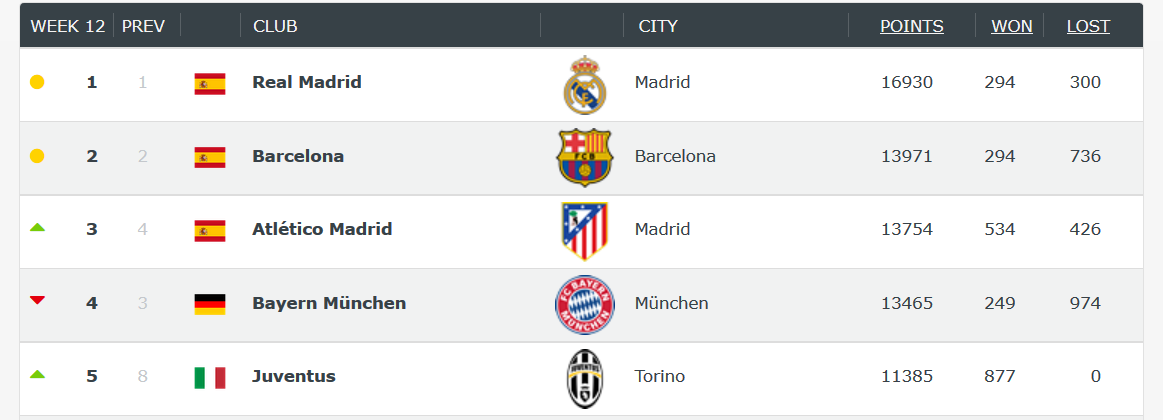 WEEK 12 PREV CLUB CITY POINTS WON LOST
1 1 Real Madrid Madrid 16930 294 300
2 2 Barcelona FCB Barcelona 13971 294 736
3 4 Atlético Madrid Madrid 13754 534 426
4 3 Bayern München FC BAYERN MÜNCHEN München 13465 249 974
5 8 Juventus JUVENTUS Torino 11385 877 0